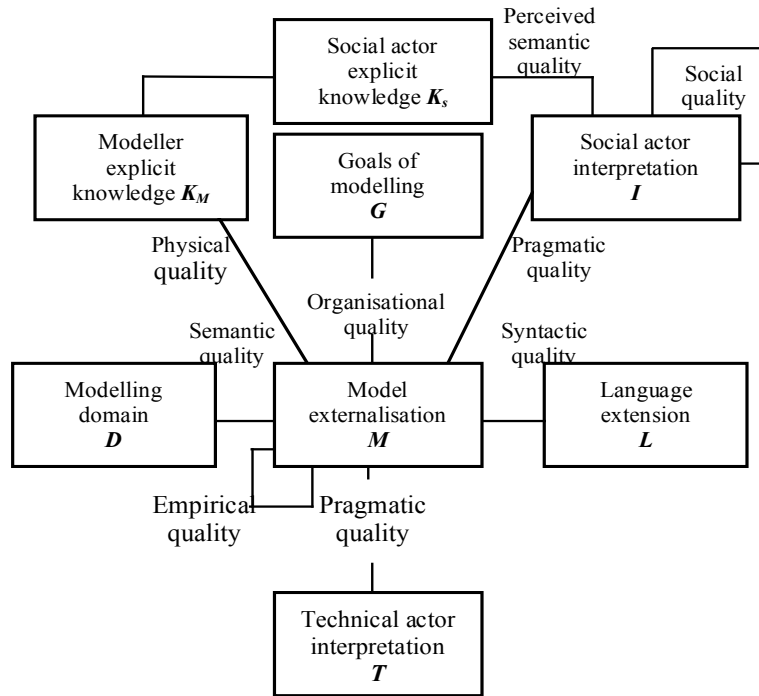 Social actor
explicit
knowledge Ks
Perceived
semantic
quality
Social
quality
Modeller
explicit
knowledge KM
Goals of
modelling
G
Social actor
interpretation
I
Physical
quality
Pragmatic
quality
Organisational
quality
Semantic
quality
Syntactic
quality
Modelling
domain
D
Model
externalisation
M
Language
extension
L
Empirical
quality
Pragmatic
quality
Technical actor
interpretation
T